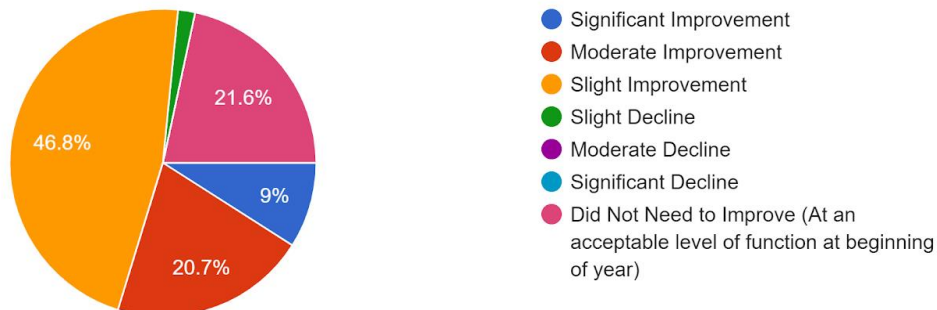 21.6%
46.8%
9%
20.7%
Significant Improvement
Moderate Improvement
Slight Improvement
Slight Decline
Moderate Decline
Significant Decline
Did Not Need to Improve (At an
acceptable level of function at beginning
of year)